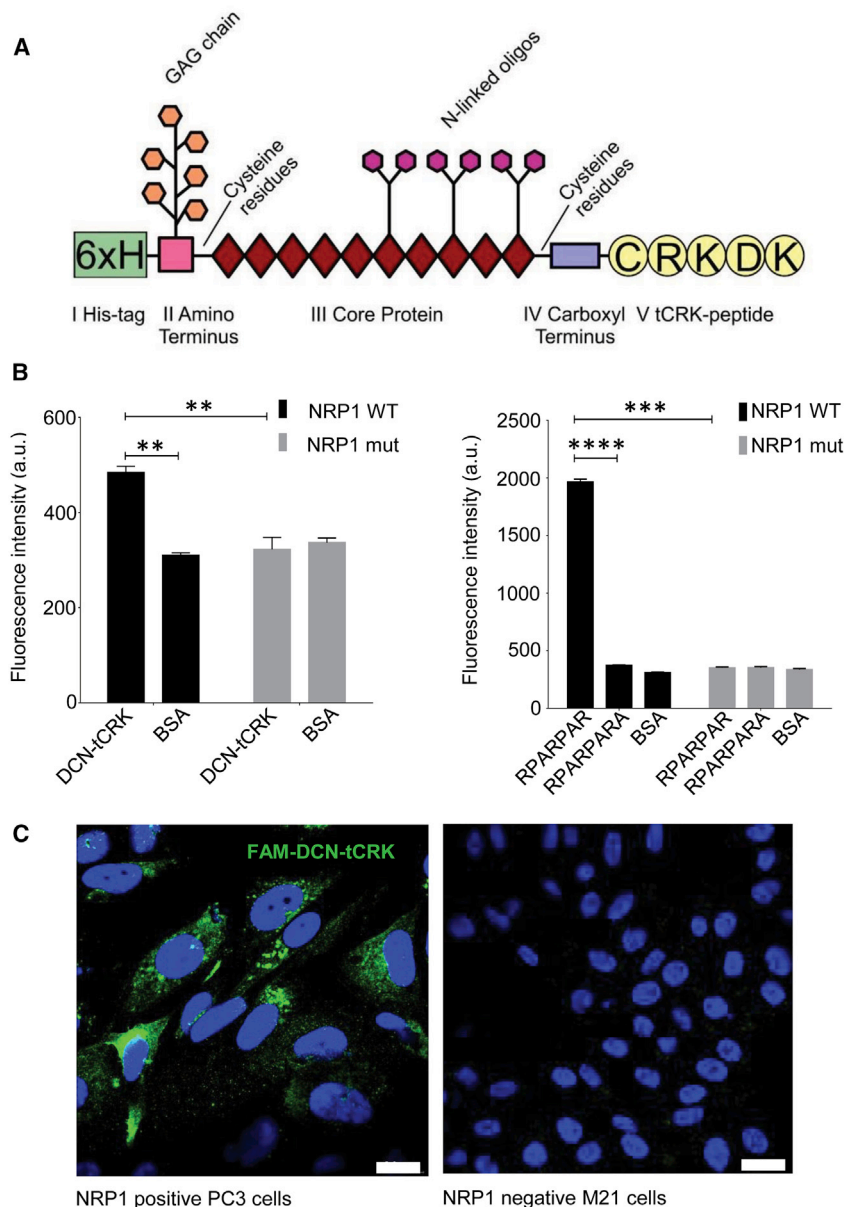 A
GAG chain
Cysteine
residues
N-linked oligos
Cysteine
residues
6xH
C R K D K
I His-tag II Amino
Terminus
III Core Protein
IV Carboxyl
Terminus
V tCRK-peptide
B
Fluorescence intensity (a.u.)
600
400
200
0
**
**
NRP1 WT
NRP1 mut
DCN-tCRK
BSA
DCN-tCRK
BSA
Fluorescence intensity (a.u.)
2500
2000
1500
1000
500
0
***
****
NRP1 WT
NRP1 mut
RPARPAR
RPARPARA
BSA
RPARPAR
RPARPARA
BSA
C
FAM-DCN-tCRK
NRP1 positive PC3 cells
NRP1 negative M21 cells